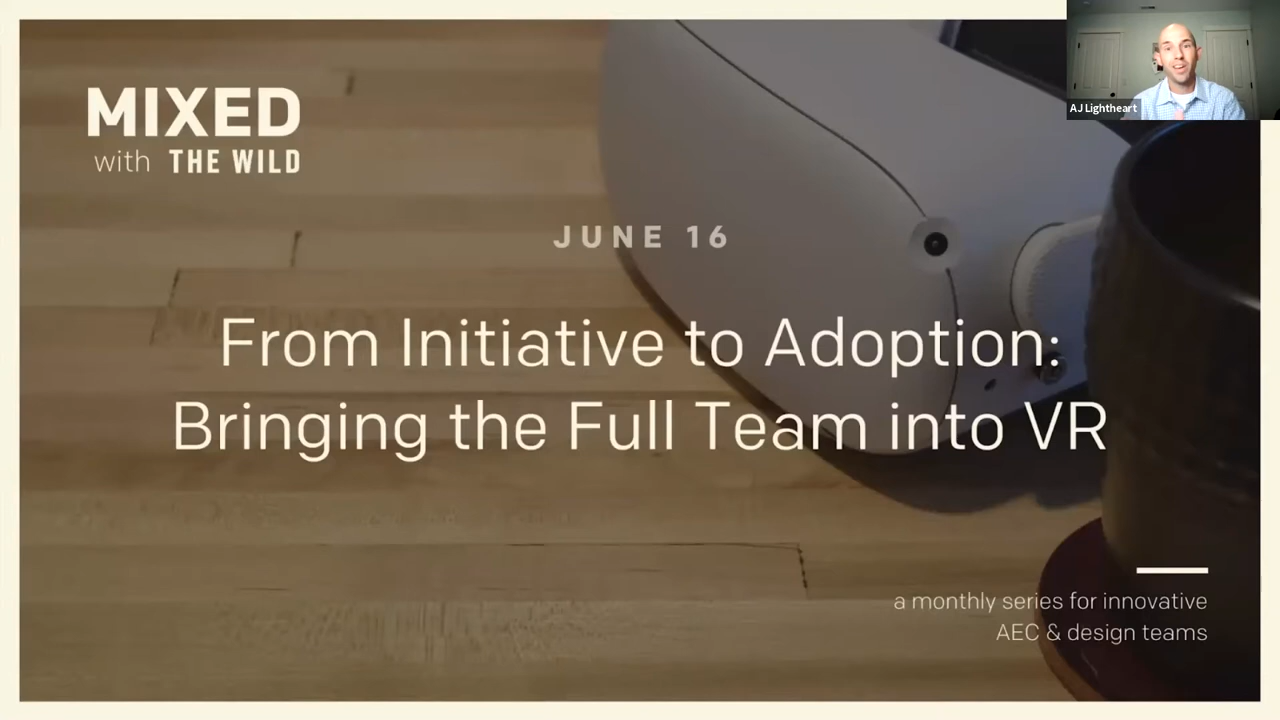 MIXED
with THE WILD
AJ Lightheart
JUNE 16
From Initiative to Adoption:
Bringing the Full Team into VR
a monthly series for innovative
AEC & design teams